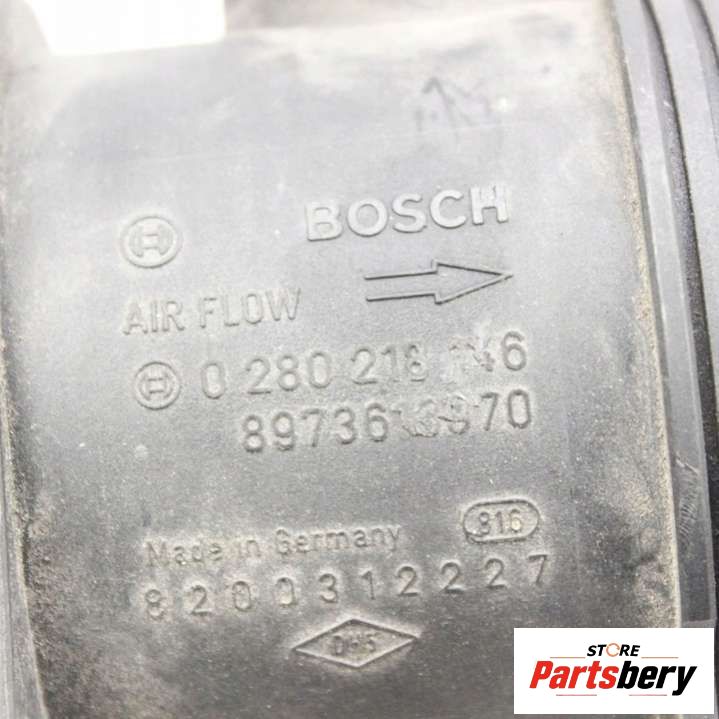 BOSCH
AIR FLOW
0 280 218
Made in Germany
816
8200312227
STORE
Partsbery